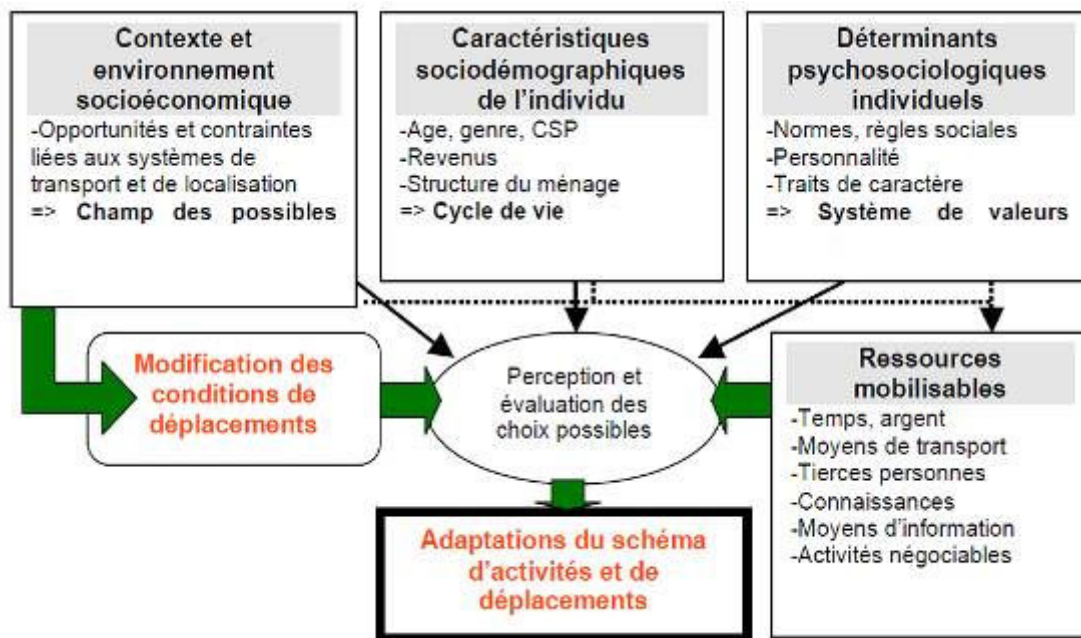 Contexte et
environnement
socioéconomique
-Opportunités et contraintes
liées aux systèmes de
transport et de localisation
=> Champ des possibles
Caractéristiques
sociodémographiques
de l'individu
-Age, genre, CSP
-Revenus
-Structure du ménage
=> Cycle de vie
Déterminants
psychosociologiques
individuels
-Normes, règles sociales
-Personnalité
-Traits de caractère
=> Système de valeurs
Modification des
conditions de
déplacements
Perception et
évaluation des
choix possibles
Ressources
mobilisables
-Temps, argent
-Moyens de transport
-Tierces personnes
-Connaissances
-Moyens d'information
-Activités négociables
Adaptations du schéma
d'activités et de
déplacements